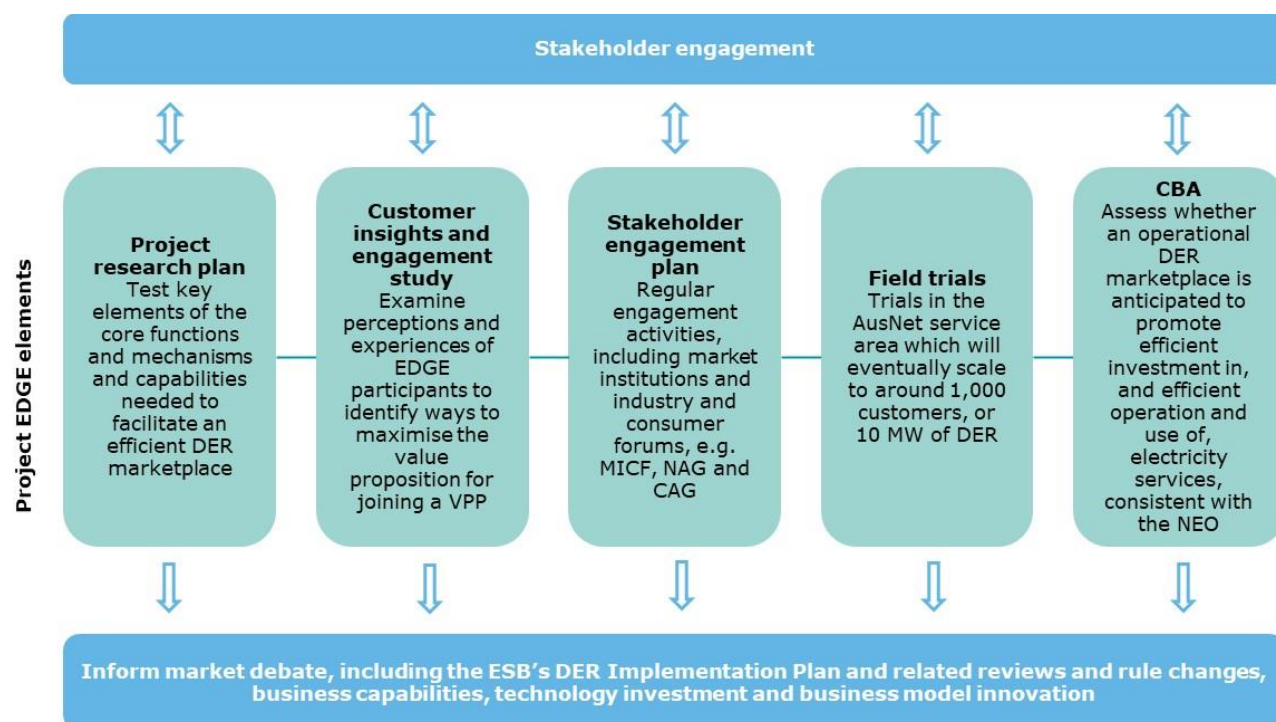 Stakeholder engagement
Project EDGE elements
Project
research plan
Test key
elements of the
core functions
and mechanisms
and capabilities
needed to
facilitate an
efficient DER
marketplace
Customer
insights and
engagement
study
Examine
perceptions and
experiences of
EDGE
participants to
identify ways to
maximise the
value
proposition for
joining a VPP
Stakeholder
engagement
plan
Regular
engagement
activities,
including market
institutions and
industry and
consumer
forums, e.g.
MICF, NAG and
CAG
Field trials
Trials in the
AusNet service
area which will
eventually scale
to around 1,000
customers, or
10 MW of DER
CBA
Assess whether
an operational
DER
marketplace is
anticipated to
promote
efficient
investment in,
and efficient
operation and
use of,
electricity
services,
consistent with
the NEO
Inform market debate, including the ESB's DER Implementation Plan and related reviews and rule changes,
business capabilities, technology investment and business model innovation